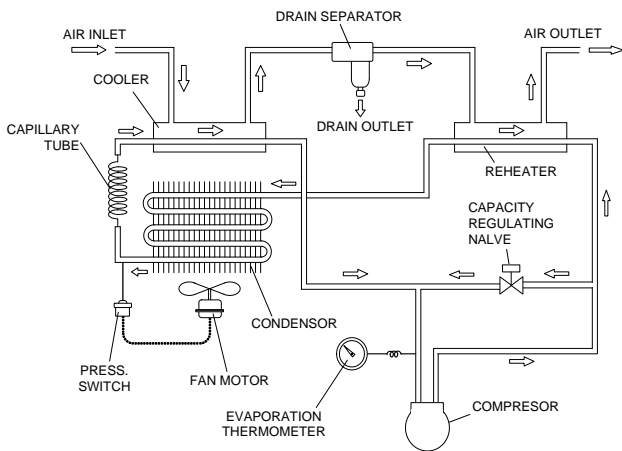 AIR INLET
DRAIN SEPARATOR
AIR OUTLET
COOLER
CAPILLARY
TUBE
DRAIN OUTLET
REHEATER
CAPACITY
REGULATING
NALVE
CONDENSOR
PRESS.
SWITCH
FAN MOTOR
EVAPORATION
THERMOMETER
COMPRESOR